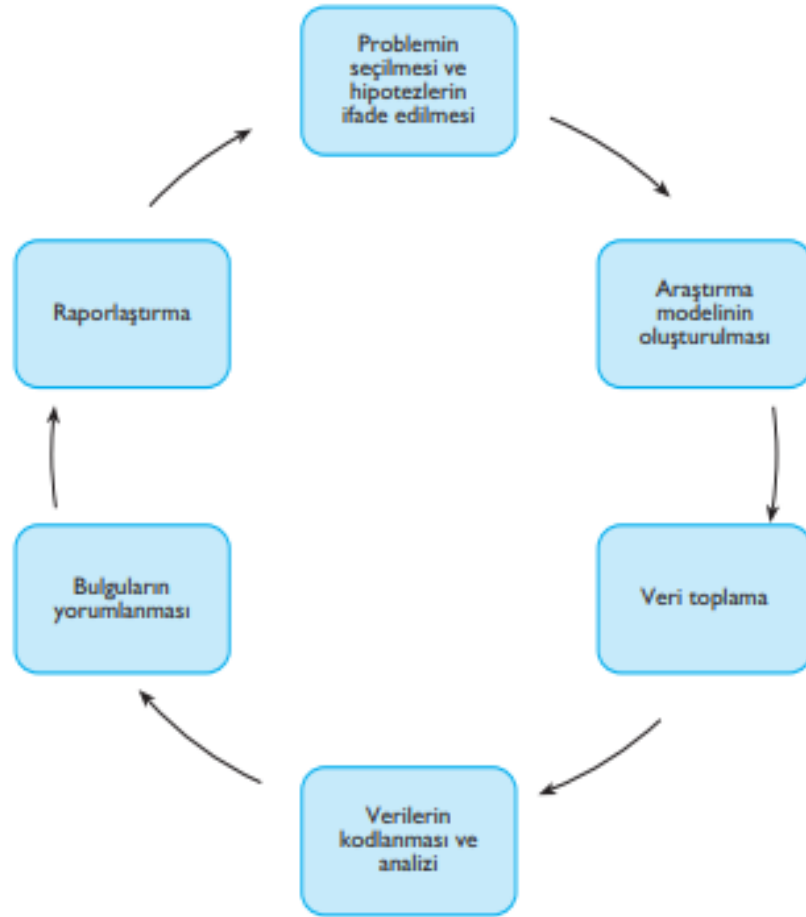 Problemin
seçilmesi ve
hipotezlerin
ifade edilmesi
Araştırma
modelinin
oluşturulması
Veri toplama
Verilerin
kodlanması ve
analizi
Bulguların
yorumlanması
Raporlaştırma